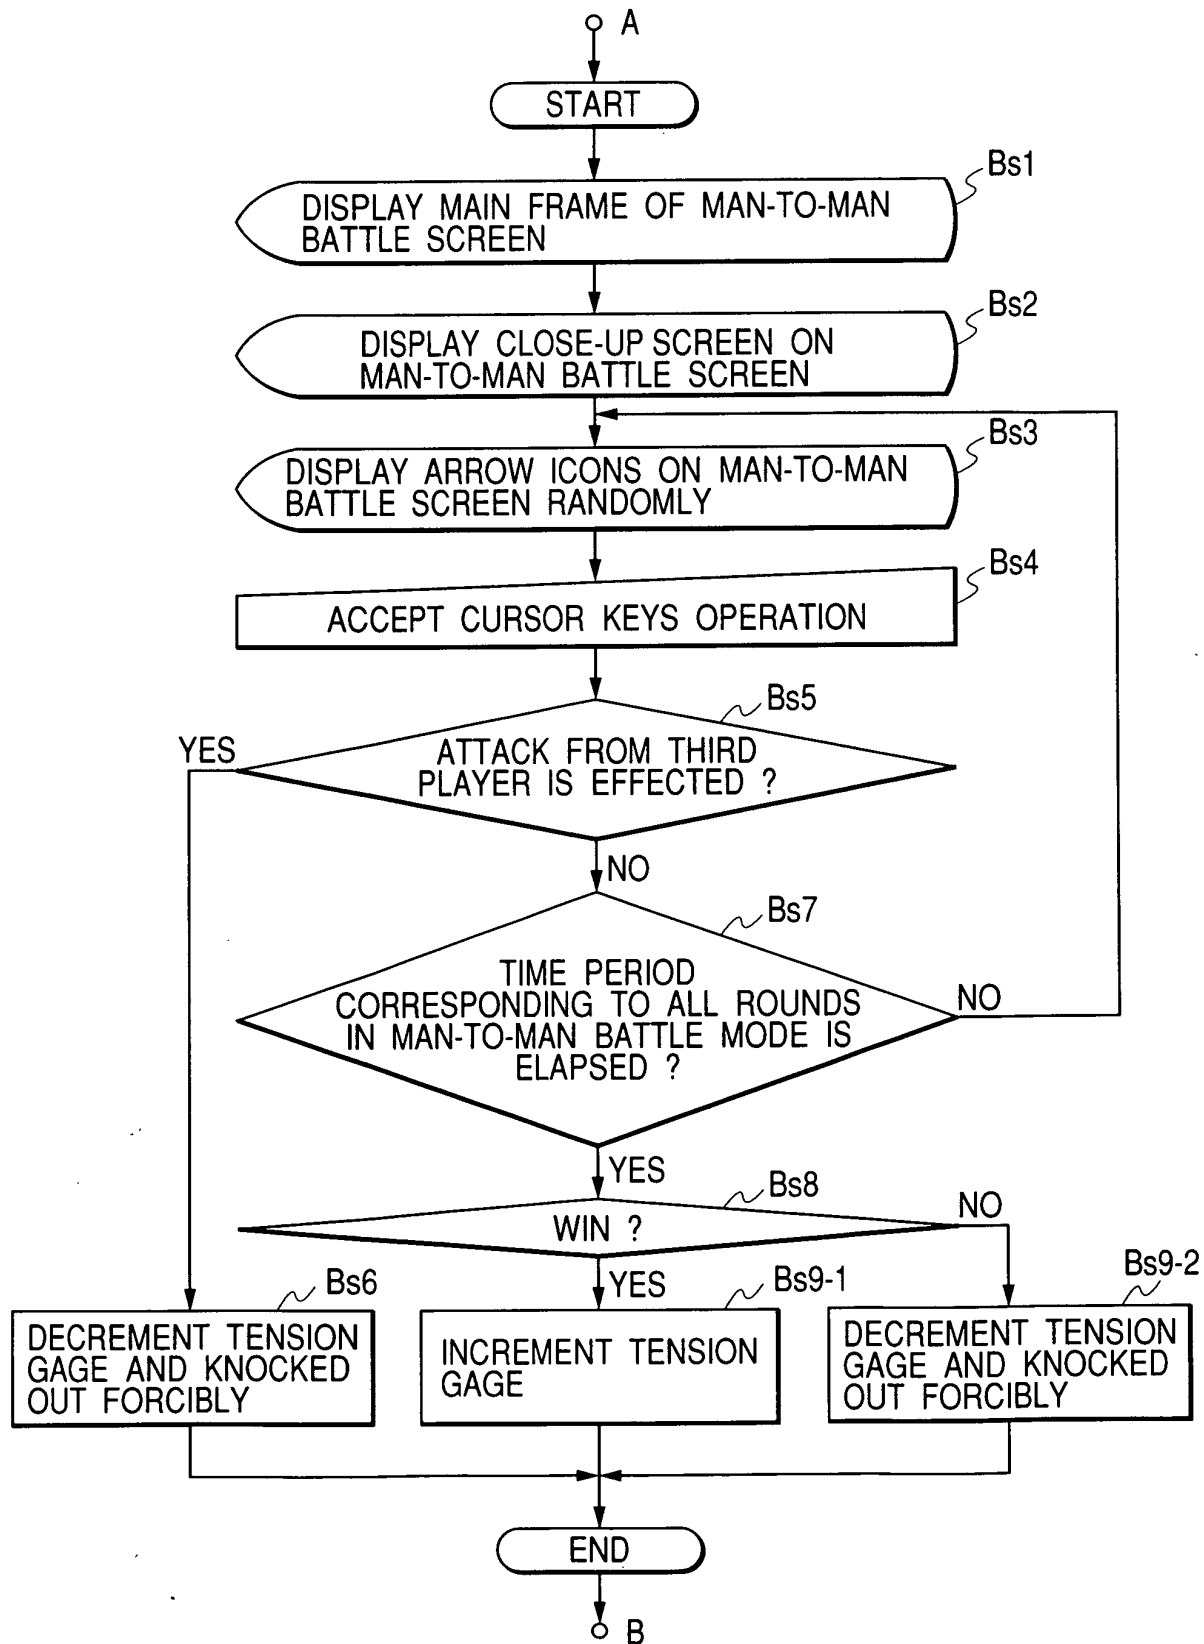 A
START
Bs1
DISPLAY MAIN FRAME OF MAN-TO-MAN
BATTLE SCREEN
Bs2
DISPLAY CLOSE-UP SCREEN ON
MAN-TO-MAN BATTLE SCREEN
Bs3
DISPLAY ARROW ICONS ON MAN-TO-MAN
BATTLE SCREEN RANDOMLY
Bs4
ACCEPT CURSOR KEYS OPERATION
Bs5
YES
ATTACK FROM THIRD
PLAYER IS EFFECTED ?
NO
Bs7
TIME PERIOD
CORRESPONDING TO ALL ROUNDS
IN MAN-TO-MAN BATTLE MODE IS
ELAPSED ?
NO
YES
Bs8
WIN ?
NO
YES
Bs6
DECREMENT TENSION
GAGE AND KNOCKED
OUT FORCIBLY
Bs9-1
INCREMENT TENSION
GAGE
Bs9-2
DECREMENT TENSION
GAGE AND KNOCKED
OUT FORCIBLY
END
B